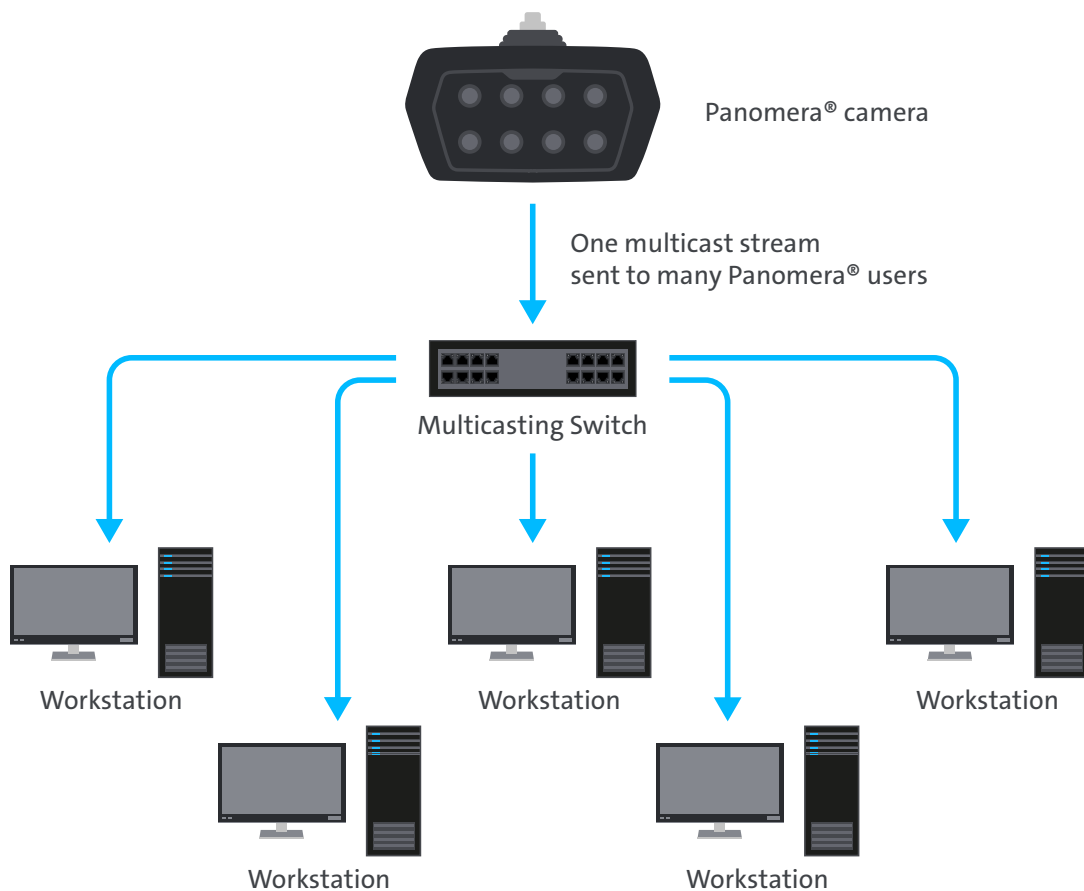 Panomera® camera
One multicast stream
sent to many Panomera® users
Multicasting Switch
Workstation
Workstation
Workstation
Workstation
Workstation